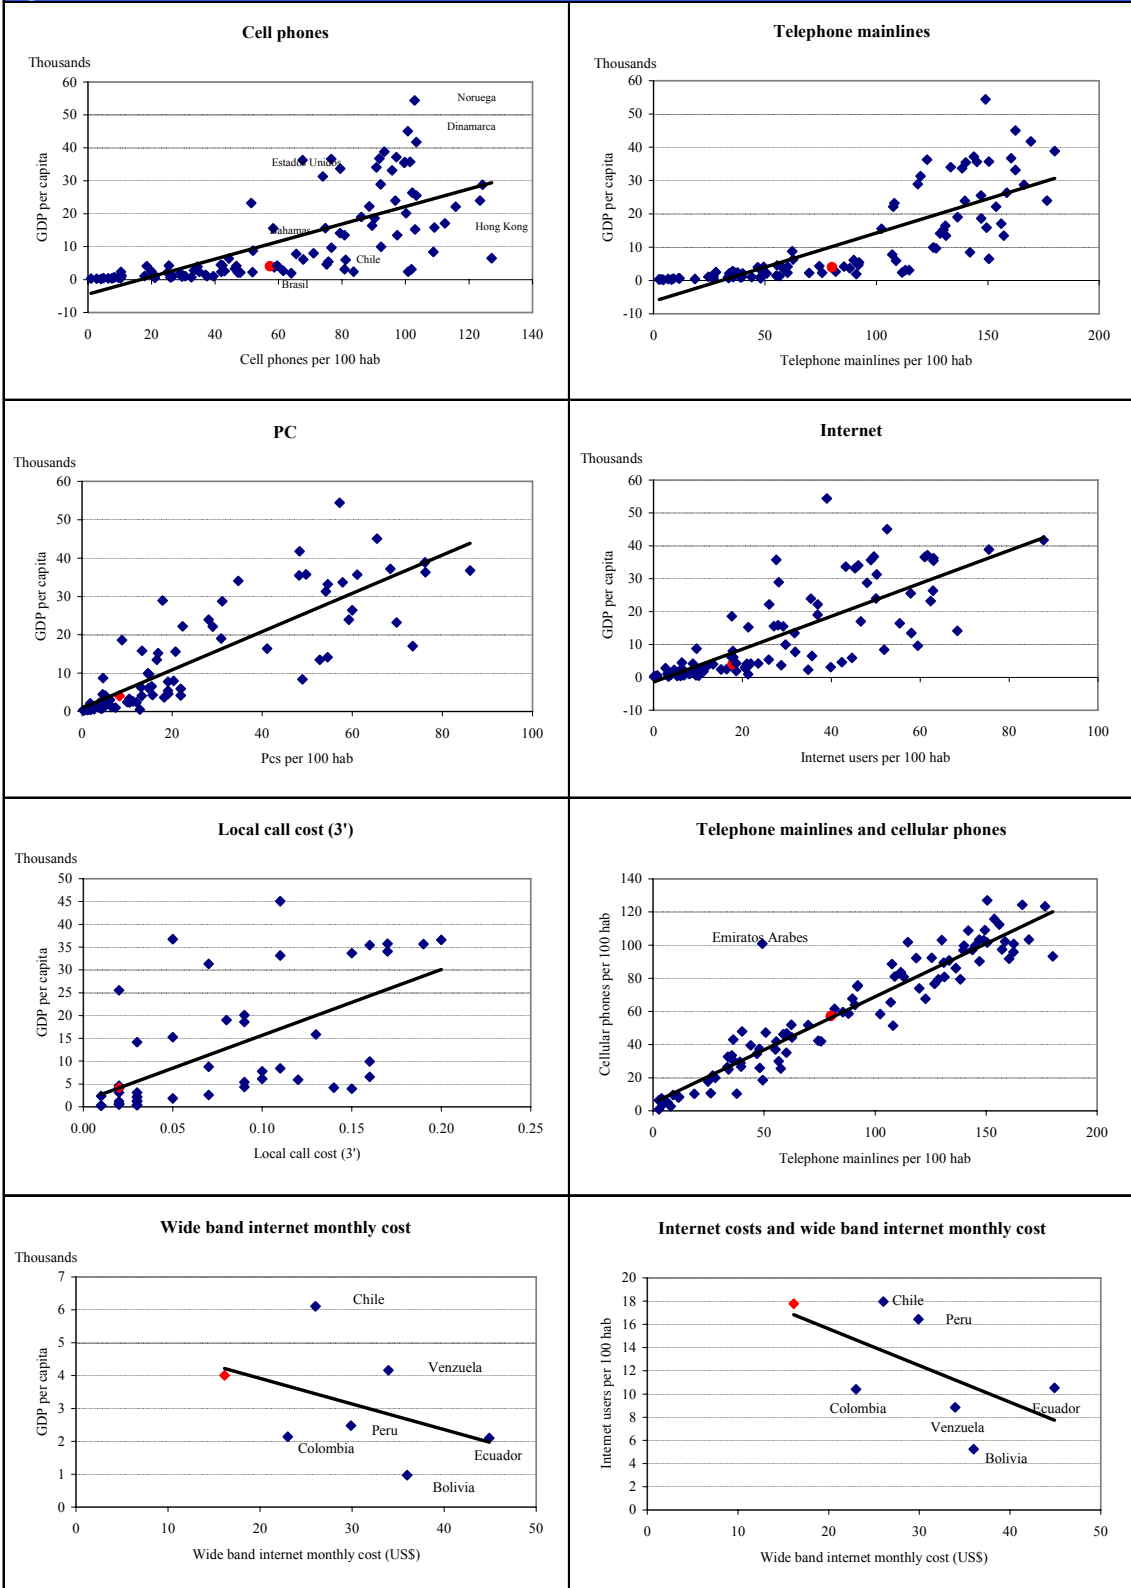 Cell phones
Thousands
60
50
40
30
20
10
0
-10
GDP per capita
Noruega
Dinamarca
Estados Unidos
Bahamas
Hong Kong
Chile
Brasil
0 20 40 60 80 100 120 140
Cell phones per 100 hab
Telephone mainlines
Thousands
60
50
40
30
20
10
0
-10
GDP per capita
0 50 100 150 200
Telephone mainlines per 100 hab
PC
Thousands
60
50
40
30
20
10
0
GDP per capita
0 20 40 60 80 100
Pcs per 100 hab
Internet
Thousands
60
50
40
30
20
10
0
-10
GDP per capita
0 20 40 60 80 100
Internet users per 100 hab
Local call cost (3')
Thousands
50
45
40
35
30
25
20
15
10
5
0
GDP per capita
0.00 0.05 0.10 0.15 0.20 0.25
Local call cost (3')
Telephone mainlines and cellular phones
140
120
100
80
60
40
20
0
Cellular phones per 100 hab
Emiratos Arabes
0 50 100 150 200
Telephone mainlines per 100 hab
Wide band internet monthly cost
Thousands
7
6
5
4
3
2
1
0
GDP per capita
Chile
Venzuela
Peru
Colombia
Ecuador
Bolivia
0 10 20 30 40 50
Wide band internet monthly cost (US$)
Internet costs and wide band internet monthly cost
20
18
16
14
12
10
8
6
4
2
0
Internet users per 100 hab
Chile
Peru
Colombia
Ecuador
Venzuela
Bolivia
0 10 20 30 40 50
Wide band internet monthly cost (US$)